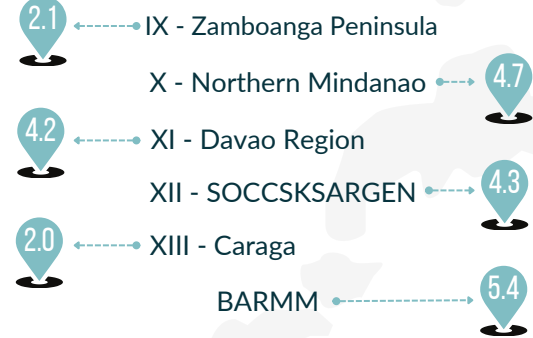 2.1 IX - Zamboanga Peninsula
X - Northern Mindanao 4.7
4.2 XI - Davao Region
XII - SOCCSKSARGEN 4.3
2.0 XIII - Caraga
BARMM 5.4